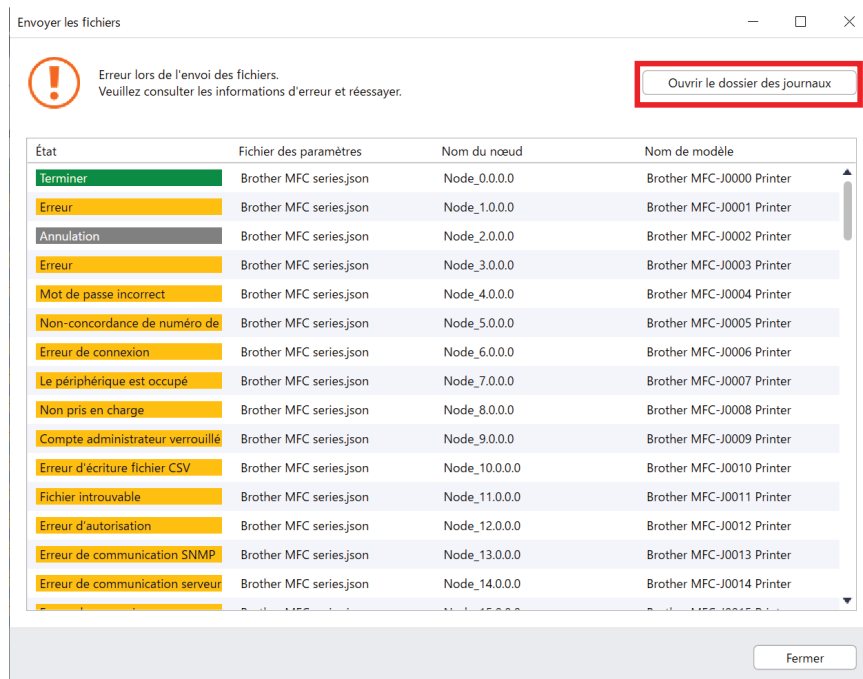 Envoyer les fichiers
Erreur lors de l'envoi des fichiers.
Veuillez consulter les informations d'erreur et réessayer.
Ouvrir le dossier des journaux
État Fichier des paramètres Nom du nœud Nom de modèle
Terminer Brother MFC series.json Node_0.0.0.0 Brother MFC-J0000 Printer
Erreur Brother MFC series.json Node_1.0.0.0 Brother MFC-J0001 Printer
Annulation Brother MFC series.json Node_2.0.0.0 Brother MFC-J0002 Printer
Erreur Brother MFC series.json Node_3.0.0.0 Brother MFC-J0003 Printer
Mot de passe incorrect Brother MFC series.json Node_4.0.0.0 Brother MFC-J0004 Printer
Non-concordance de numéro de Brother MFC series.json Node_5.0.0.0 Brother MFC-J0005 Printer
Erreur de connexion Brother MFC series.json Node_6.0.0.0 Brother MFC-J0006 Printer
Le périphérique est occupé Brother MFC series.json Node_7.0.0.0 Brother MFC-J0007 Printer
Non pris en charge Brother MFC series.json Node_8.0.0.0 Brother MFC-J0008 Printer
Compte administrateur verrouillé Brother MFC series.json Node_9.0.0.0 Brother MFC-J0009 Printer
Erreur d'écriture fichier CSV Brother MFC series.json Node_10.0.0.0 Brother MFC-J0010 Printer
Fichier introuvable Brother MFC series.json Node_11.0.0.0 Brother MFC-J0011 Printer
Erreur d'autorisation Brother MFC series.json Node_12.0.0.0 Brother MFC-J0012 Printer
Erreur de communication SNMP Brother MFC series.json Node_13.0.0.0 Brother MFC-J0013 Printer
Erreur de communication serveur Brother MFC series.json Node_14.0.0.0 Brother MFC-J0014 Printer
Fermer